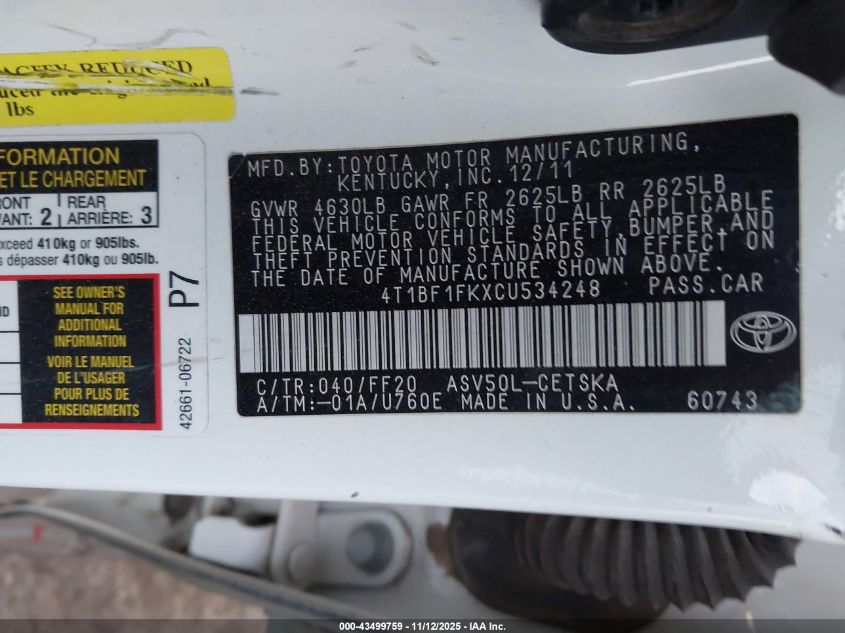 REDUCED
lbs
FORMATION
ET LE CHARGEMENT
REAR
2
ARRIÈRE: 3
exceed 410kg or 905lbs.
dépasser 410kg ou 905lb.
SEE OWNER'S
MANUAL FOR
ADDITIONAL
INFORMATION
VOIR LE MANUEL
DE L'USAGER
POUR PLUS DE
RENSEIGNEMENTS
P7
42661-06722
MFD.BY:TOYOTA MOTOR MANUFACTURING,
KENTUCKY,INC.12/11
GVWR 4630LB GAWR FR 2625LB RR 2625LB
THIS VEHICLE CONFORMS TO ALL APPLICABLE
FEDERAL MOTOR VEHICLE SAFETY,BUMPER,AND
THEFT PREVENTION STANDARDS IN EFFECT ON
THE DATE OF MANUFACTURE SHOWN ABOVE.
4T1BF1FKXCU534248 PASS.CAR
C/TR:040/FF20 ASV50L-CETSKA
A/TM:-01A/U760E MADE IN U.S.A. 60743
000-43499759 - 11/12/2025 - IAA Inc.